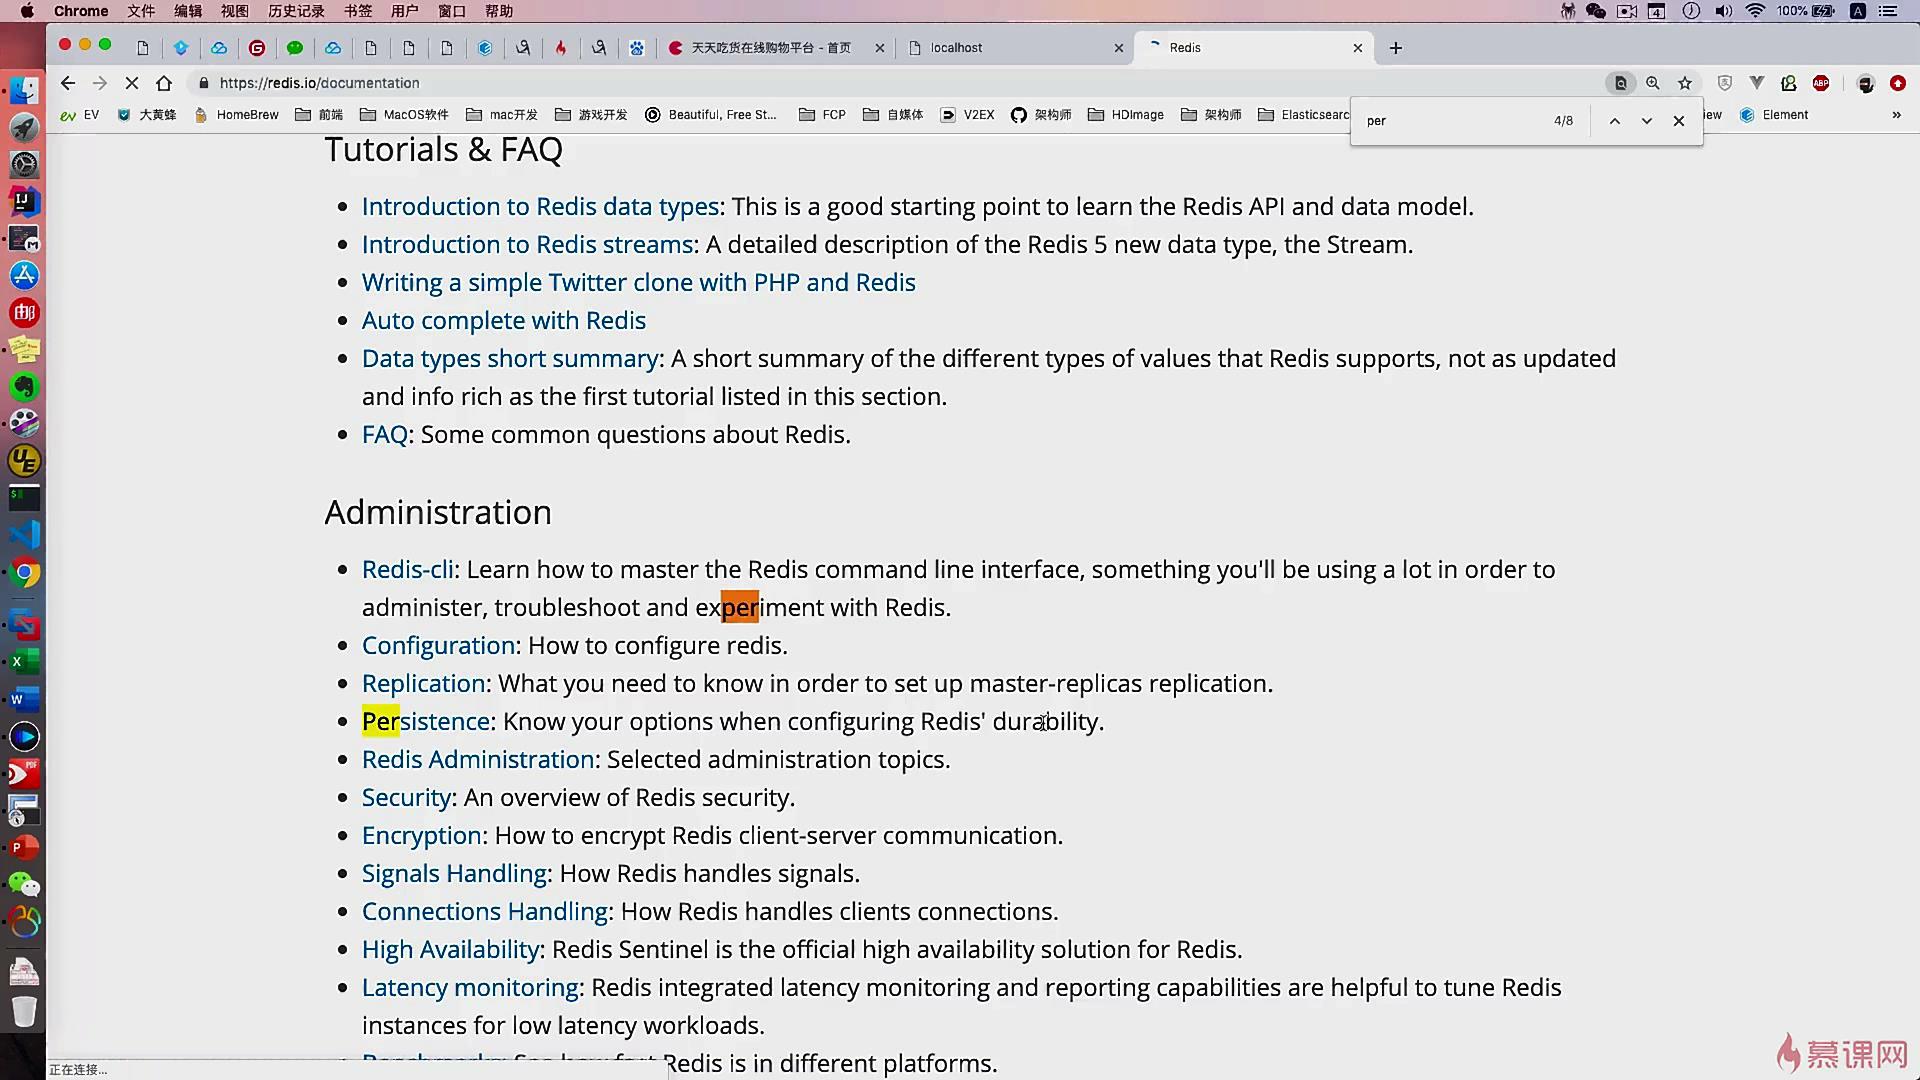 Chrome 文件 编辑 视图 历史记录 书签 用户 窗口 帮助
4 100% A
天天吃货在线购物平台 - 首页
localhost
Redis
https://redis.io/documentation
EV
大黄蜂
HomeBrew
前端
MacOS软件
mac开发
游戏开发
Beautiful, Free St...
FCP
自媒体
V2EX
架构师
HDImage
架构师
Elasticsearc
iew
Element
»
per 4/8
Tutorials & FAQ
Introduction to Redis data types: This is a good starting point to learn the Redis API and data model.
Introduction to Redis streams: A detailed description of the Redis 5 new data type, the Stream.
Writing a simple Twitter clone with PHP and Redis
Auto complete with Redis
Data types short summary: A short summary of the different types of values that Redis supports, not as updated
and info rich as the first tutorial listed in this section.
FAQ: Some common questions about Redis.
Administration
Redis-cli: Learn how to master the Redis command line interface, something you'll be using a lot in order to
administer, troubleshoot and experiment with Redis.
Configuration: How to configure redis.
Replication: What you need to know in order to set up master-replicas replication.
Persistence: Know your options when configuring Redis' durability.
Redis Administration: Selected administration topics.
Security: An overview of Redis security.
Encryption: How to encrypt Redis client-server communication.
Signals Handling: How Redis handles signals.
Connections Handling: How Redis handles clients connections.
High Availability: Redis Sentinel is the official high availability solution for Redis.
Latency monitoring: Redis integrated latency monitoring and reporting capabilities are helpful to tune Redis
instances for low latency workloads.
Redis is in different platforms.
正在连接...
慕课网